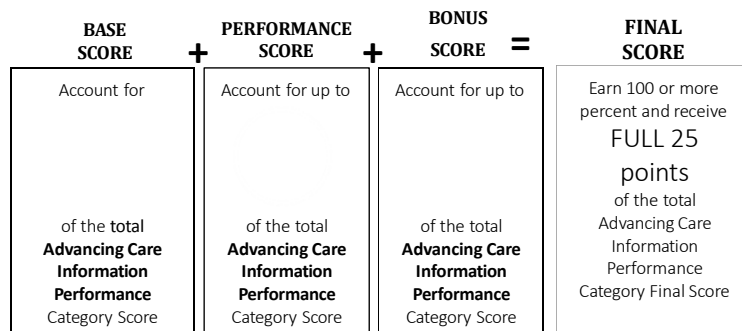 BASE
SCORE
+
PERFORMANCE
SCORE
+
BONUS
SCORE
=
FINAL
SCORE
Account for
of the total
Advancing Care
Information
Performance
Category Score
Account for up to
of the total
Advancing Care
Information
Performance
Category Score
Account for up to
of the total
Advancing Care
Information
Performance
Category Score
Earn 100 or more
percent and receive
FULL 25
points
of the total
Advancing Care
Information
Performance
Category Final Score